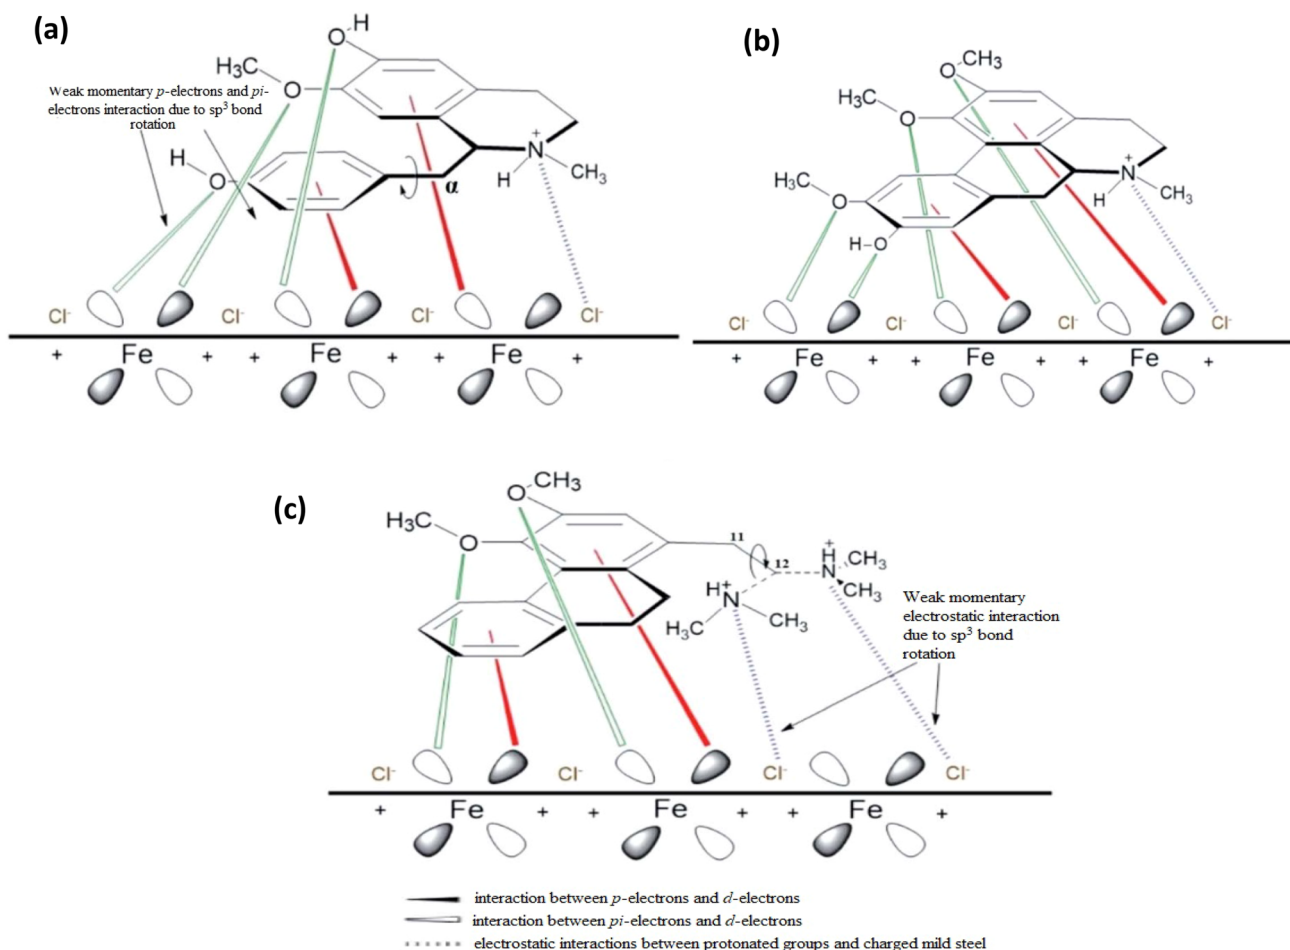 (a)
H
O
H₃C
O
Weak momentary p-electrons and pi-
electrons interaction due to sp³ bond
rotation
H
O
α
+
N
H
CH₃
Cl⁻ Cl⁻ Cl⁻ Cl⁻
+ Fe + + Fe + + Fe +
(b)
OCH₃
H₃C
O
H₃C
O
H-O
+
N
H
CH₃
Cl⁻ Cl⁻ Cl⁻ Cl⁻
+ Fe + + Fe + + Fe +
(c)
O-CH₃
H₃C
O
11
12
+
H
N
CH₃
CH₃
H+
N
H₃C
CH₃
Weak momentary
electrostatic interaction
due to sp³ bond
rotation
Cl⁻ Cl⁻ Cl⁻ Cl⁻
+ Fe + + Fe + + Fe +
interaction between p-electrons and d-electrons
interaction between pi-electrons and d-electrons
electrostatic interactions between protonated groups and charged mild steel